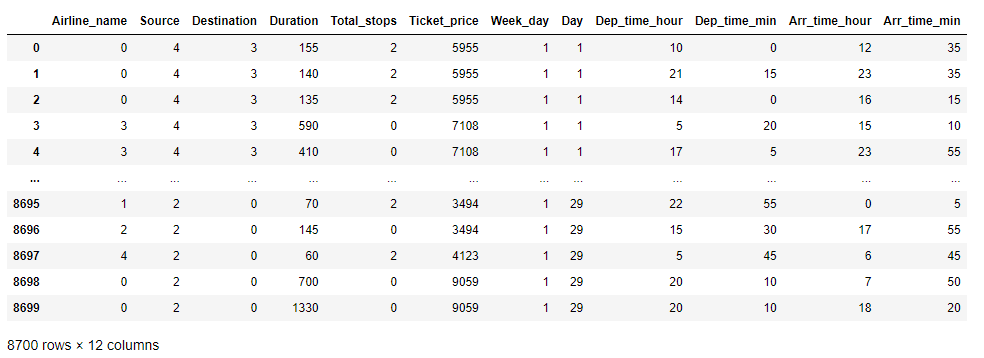 Airline_name Source Destination Duration Total_stops Ticket_price Week_day Day Dep_time_hour Dep_time_min Arr_time_hour Arr_time_min
0 0 4 3 155 2 5955 1 1 10 0 12 35
1 0 4 3 140 2 5955 1 1 21 15 23 35
2 0 4 3 135 2 5955 1 1 14 0 16 15
3 3 4 3 590 0 7108 1 1 5 20 15 10
4 3 4 3 410 0 7108 1 1 17 5 23 55
... ... ... ... ... ... ... ... ... ... ... ... ...
8695 1 2 0 70 2 3494 1 29 22 55 0 5
8696 2 2 0 145 0 3494 1 29 15 30 17 55
8697 4 2 0 60 2 4123 1 29 5 45 6 45
8698 0 2 0 700 0 9059 1 29 20 10 7 50
8699 0 2 0 1330 0 9059 1 29 20 10 18 20
8700 rows × 12 columns